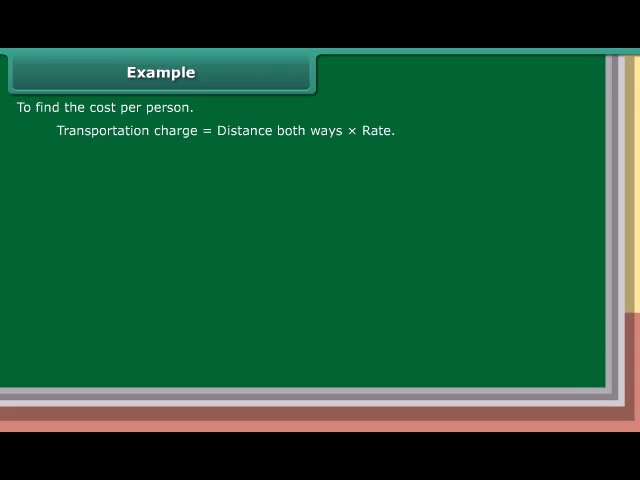 Example
To find the cost per person.
Transportation charge = Distance both ways × Rate.